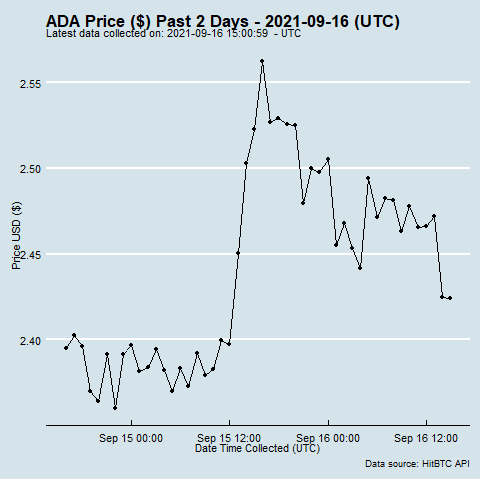 ADA Price ($) Past 2 Days - 2021-09-16 (UTC)
Latest data collected on: 2021-09-16 15:00:59  - UTC
2.55
2.50
2.45
2.40
Price USD ($)
Sep 15 00:00
Sep 15 12:00
Sep 16 00:00
Sep 16 12:00
Date Time Collected (UTC)
Data source: HitBTC API